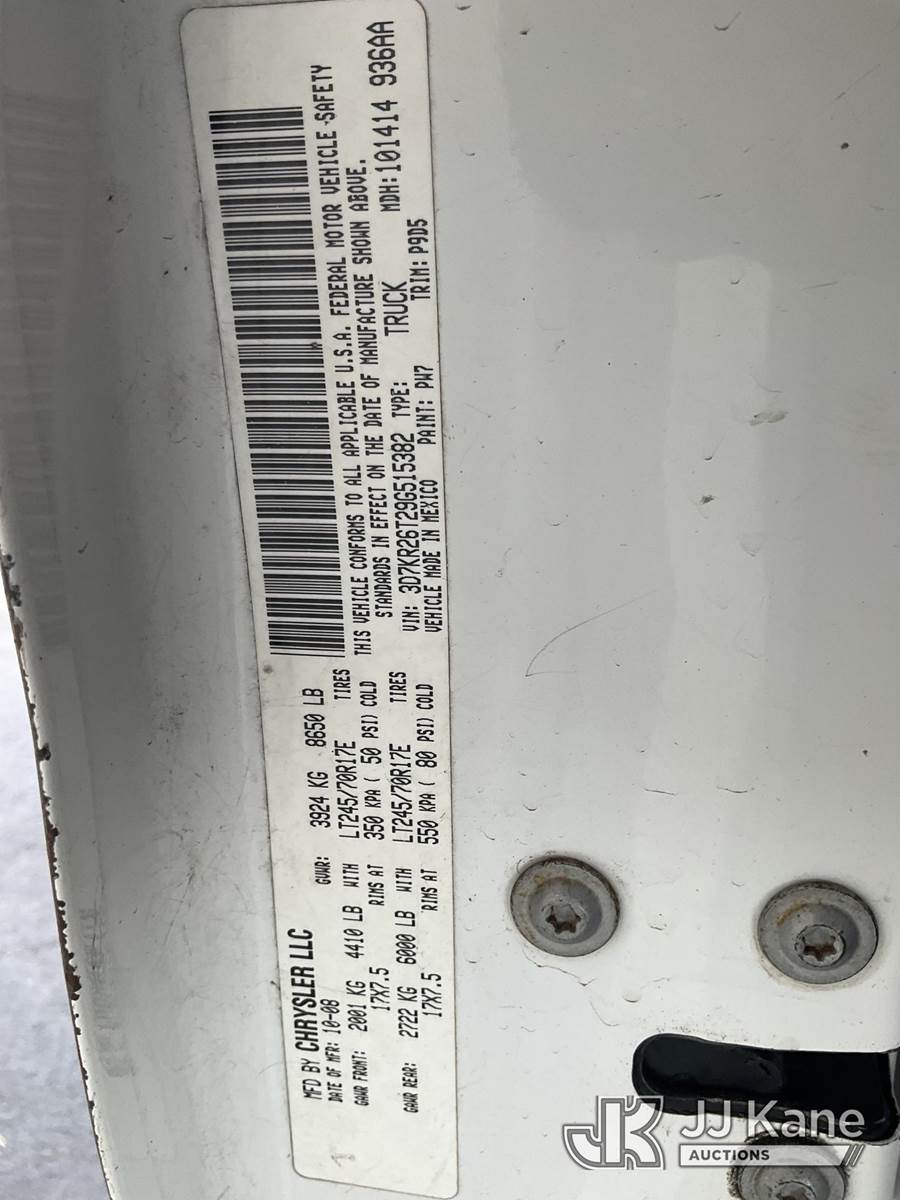 MFD BY CHRYSLER LLC
DATE OF MFR: 10-08 GVWR: 3924 KG 8650 LB
GAWR FRONT: 2001 KG 4410 LB WITH LT245/70R17E TIRES
17X7.5 RIMS AT 350 KPA ( 50 PSI) COLD
GAWR REAR: 2722 KG 6000 LB WITH LT245/70R17E TIRES
17X7.5 RIMS AT 550 KPA ( 80 PSI) COLD
THIS VEHICLE CONFORMS TO ALL APPLICABLE U.S.A. FEDERAL MOTOR VEHICLE SAFETY
STANDARDS IN EFFECT ON THE DATE OF MANUFACTURE SHOWN ABOVE.
VIN: 3D7KR26T29G515382 TYPE: TRUCK MDH: 101414 936AA
VEHICLE MADE IN MEXICO PAINT: PW7 TRIM: P9D5
JK JJ Kane
AUCTIONS